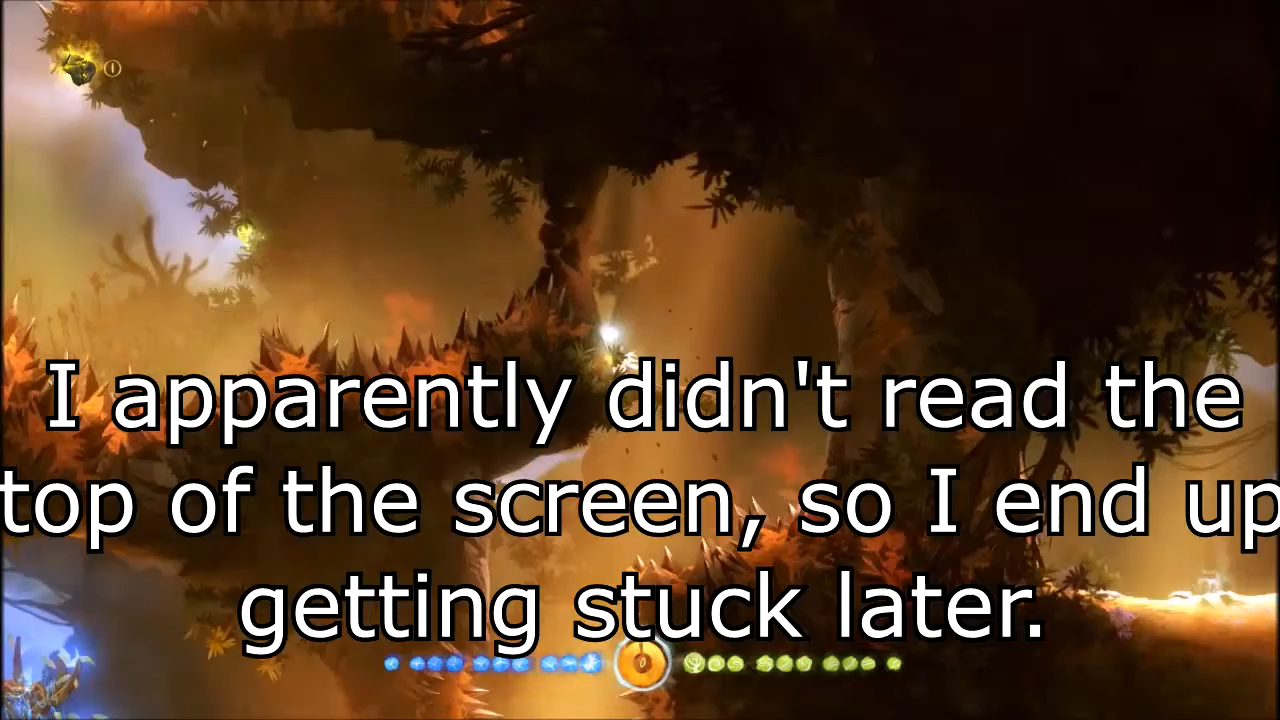 I apparently didn't read the
top of the screen, so I end up
getting stuck later.